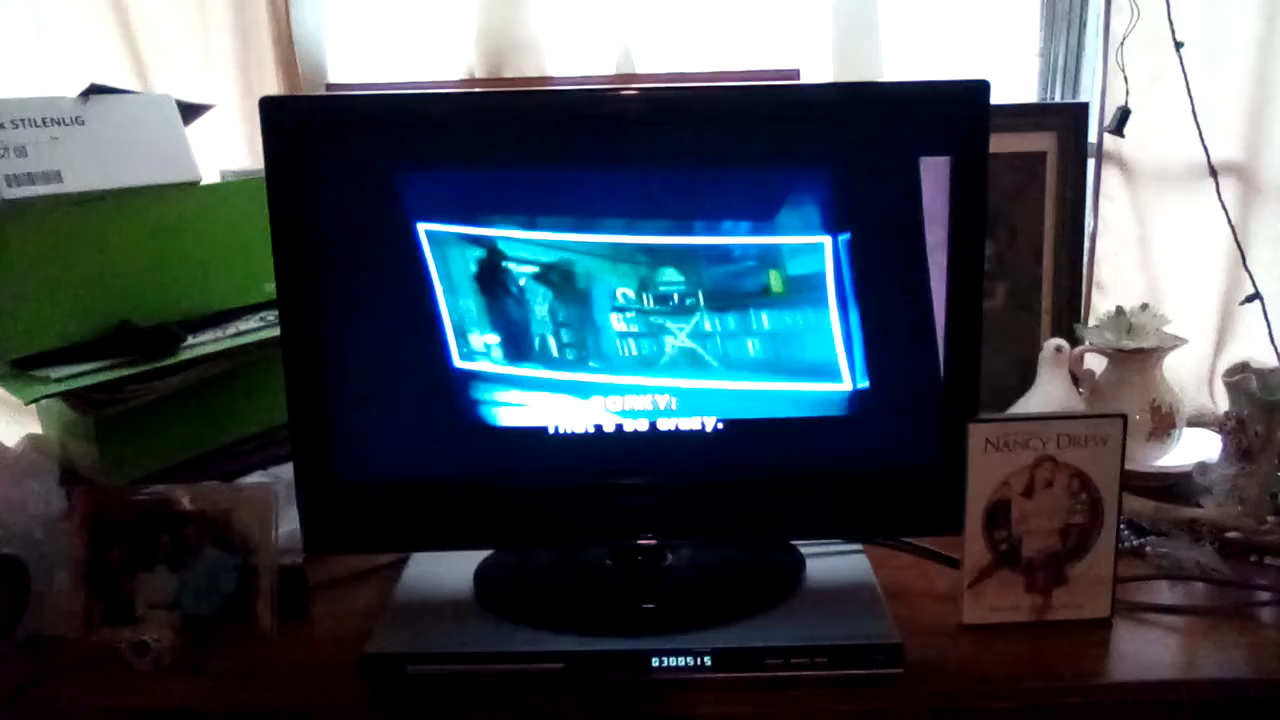 STILENLIG
CORKY:
That's so crazy.
NANCY DREW
0300515